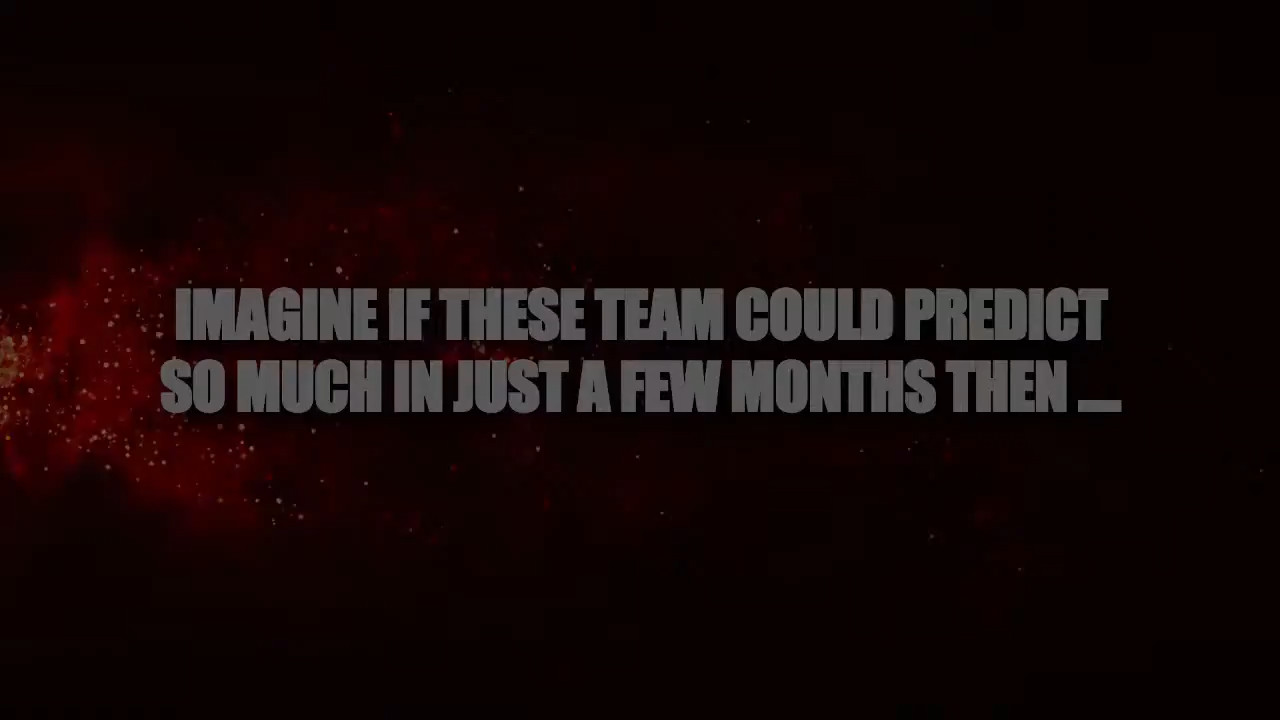 IMAGINE IF THESE TEAM COULD PREDICT
SO MUCH IN JUST A FEW MONTHS THEN ...